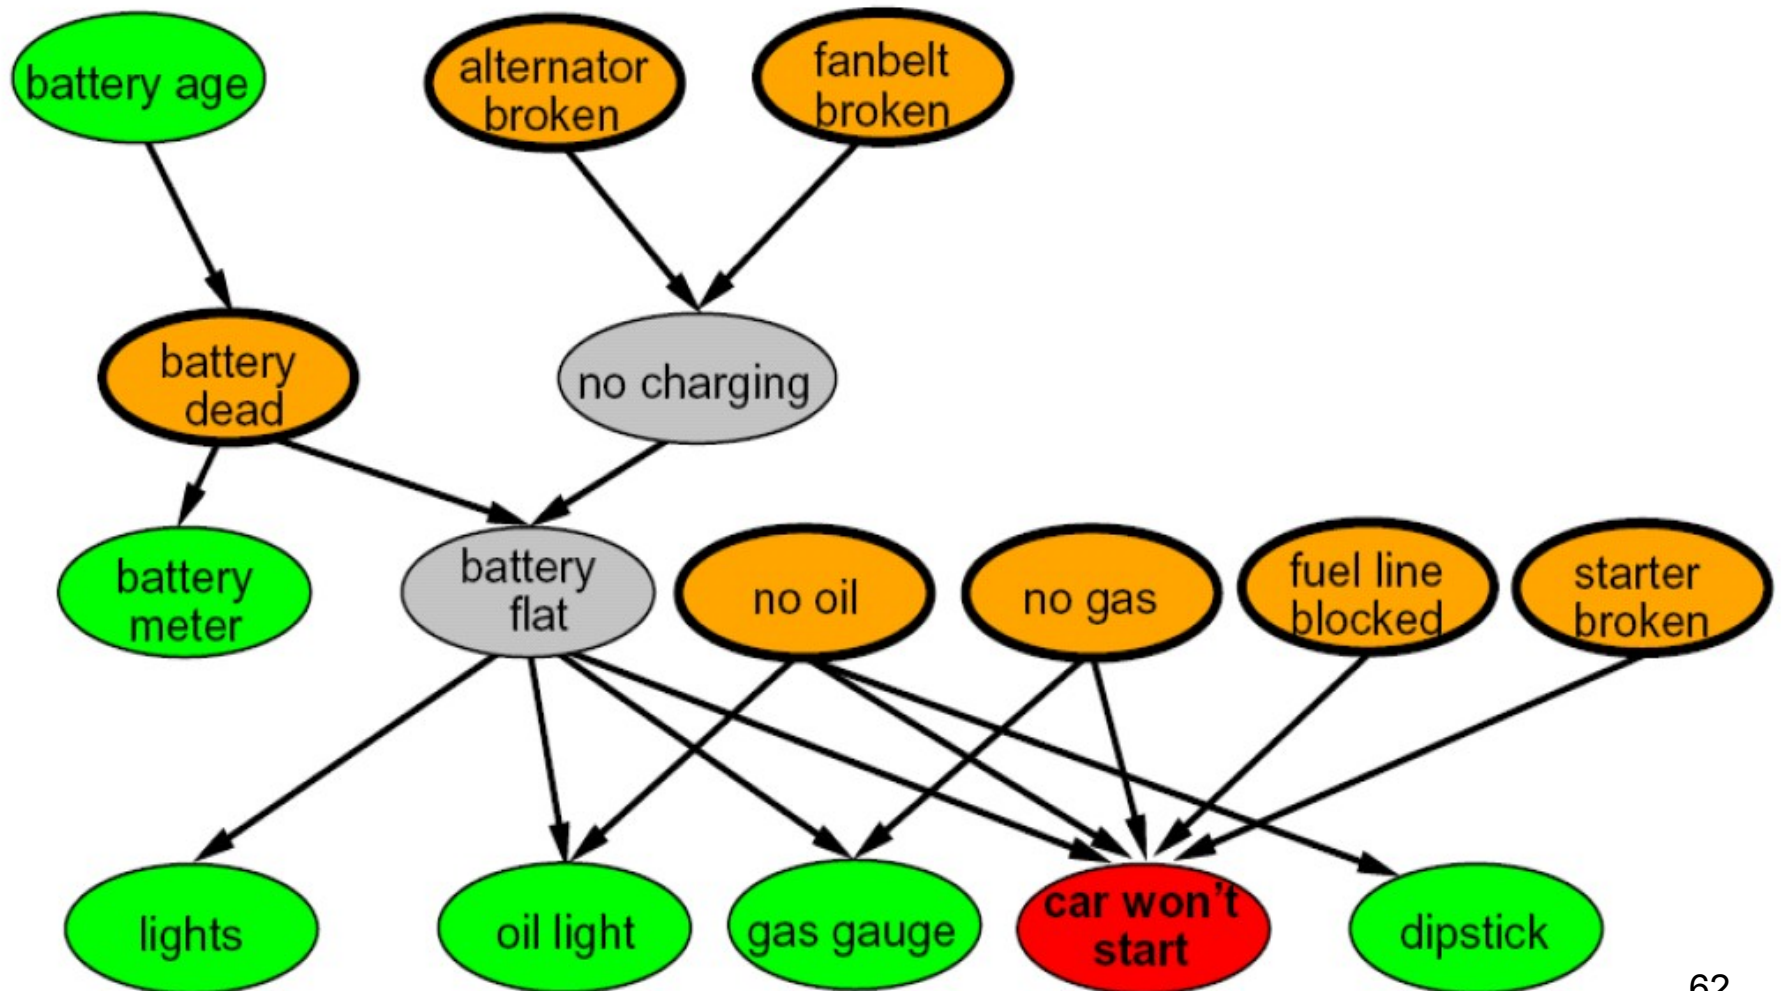 battery age
alternator
broken
fanbelt
broken
battery
dead
no charging
battery
meter
battery
flat
no oil
no gas
fuel line
blocked
starter
broken
lights
oil light
gas gauge
car won't
start
dipstick
62